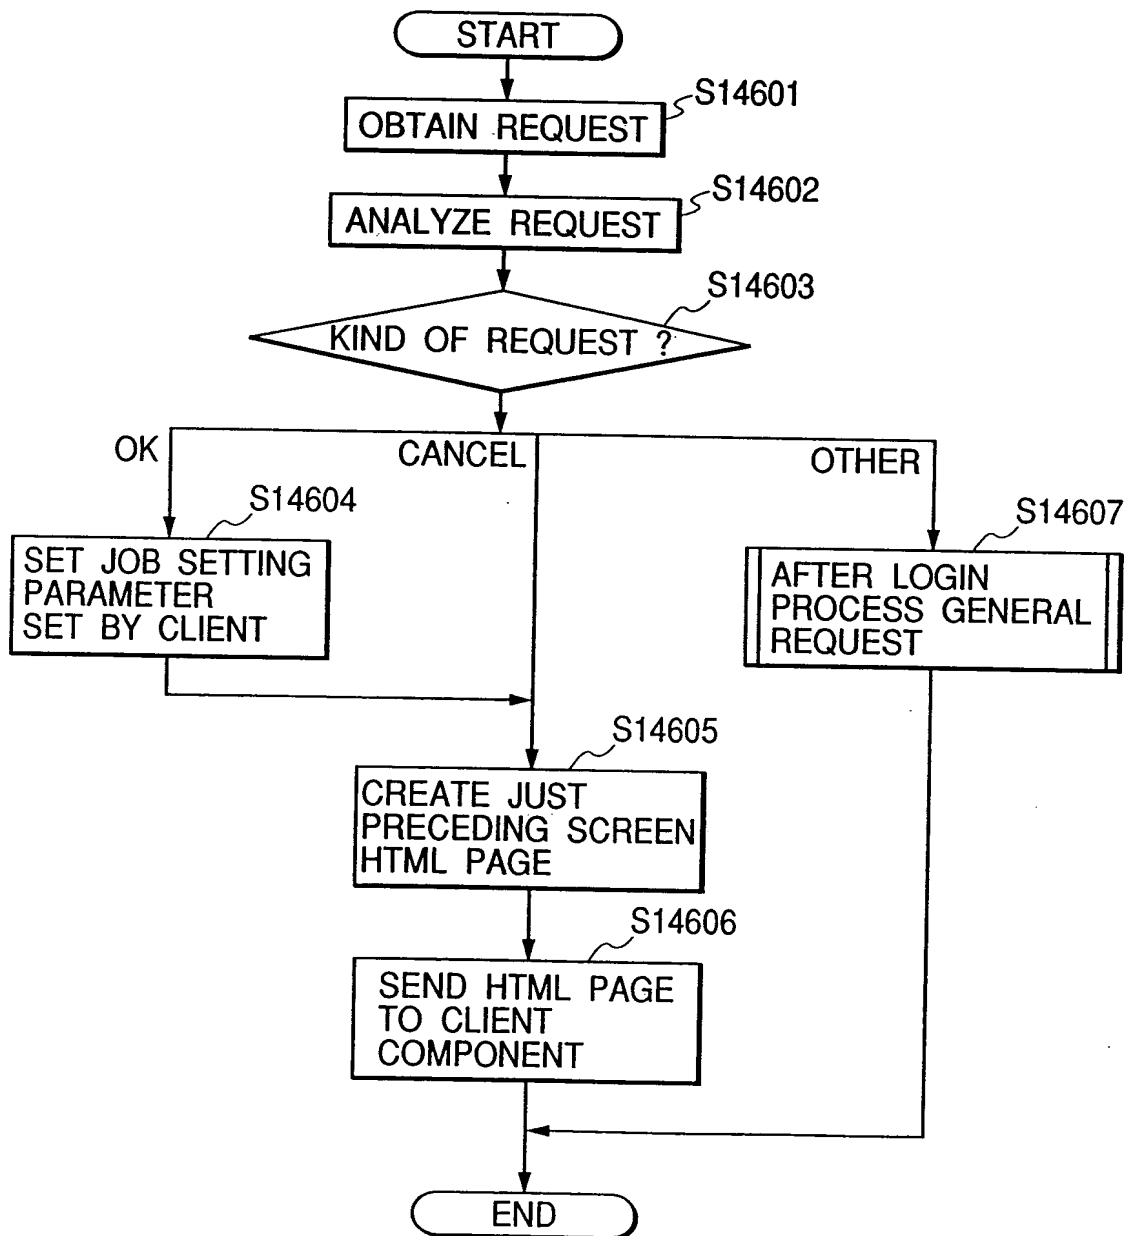 START
S14601
OBTAIN REQUEST
S14602
ANALYZE REQUEST
S14603
KIND OF REQUEST ?
OK
CANCEL
OTHER
S14604
SET JOB SETTING
PARAMETER
SET BY CLIENT
S14607
AFTER LOGIN
PROCESS GENERAL
REQUEST
S14605
CREATE JUST
PRECEDING SCREEN
HTML PAGE
S14606
SEND HTML PAGE
TO CLIENT
COMPONENT
END